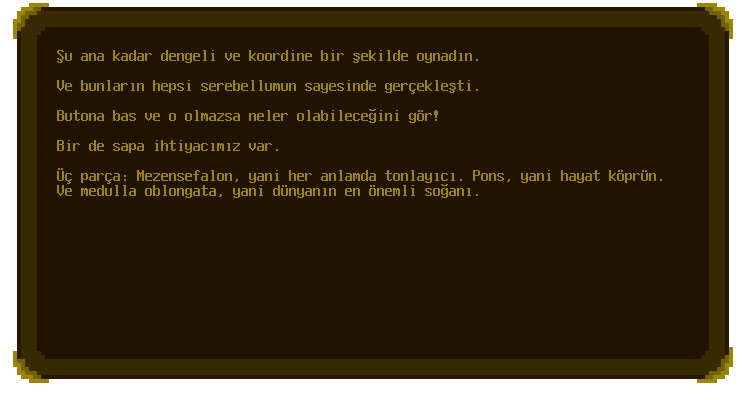 Şu ana kadar dengeli ve koordine bir şekilde oynadın.
Ve bunların hepsi serebellumun sayesinde gerçekleşti.
Butona bas ve o olmazsa neler olabileceğini gör!
Bir de sapa ihtiyacımız var.
Üç parça: Mezensefalon, yani her anlamda tonlayıcı. Pons, yani hayat köprün.
Ve medulla oblongata, yani dünyanın en önemli soğanı.